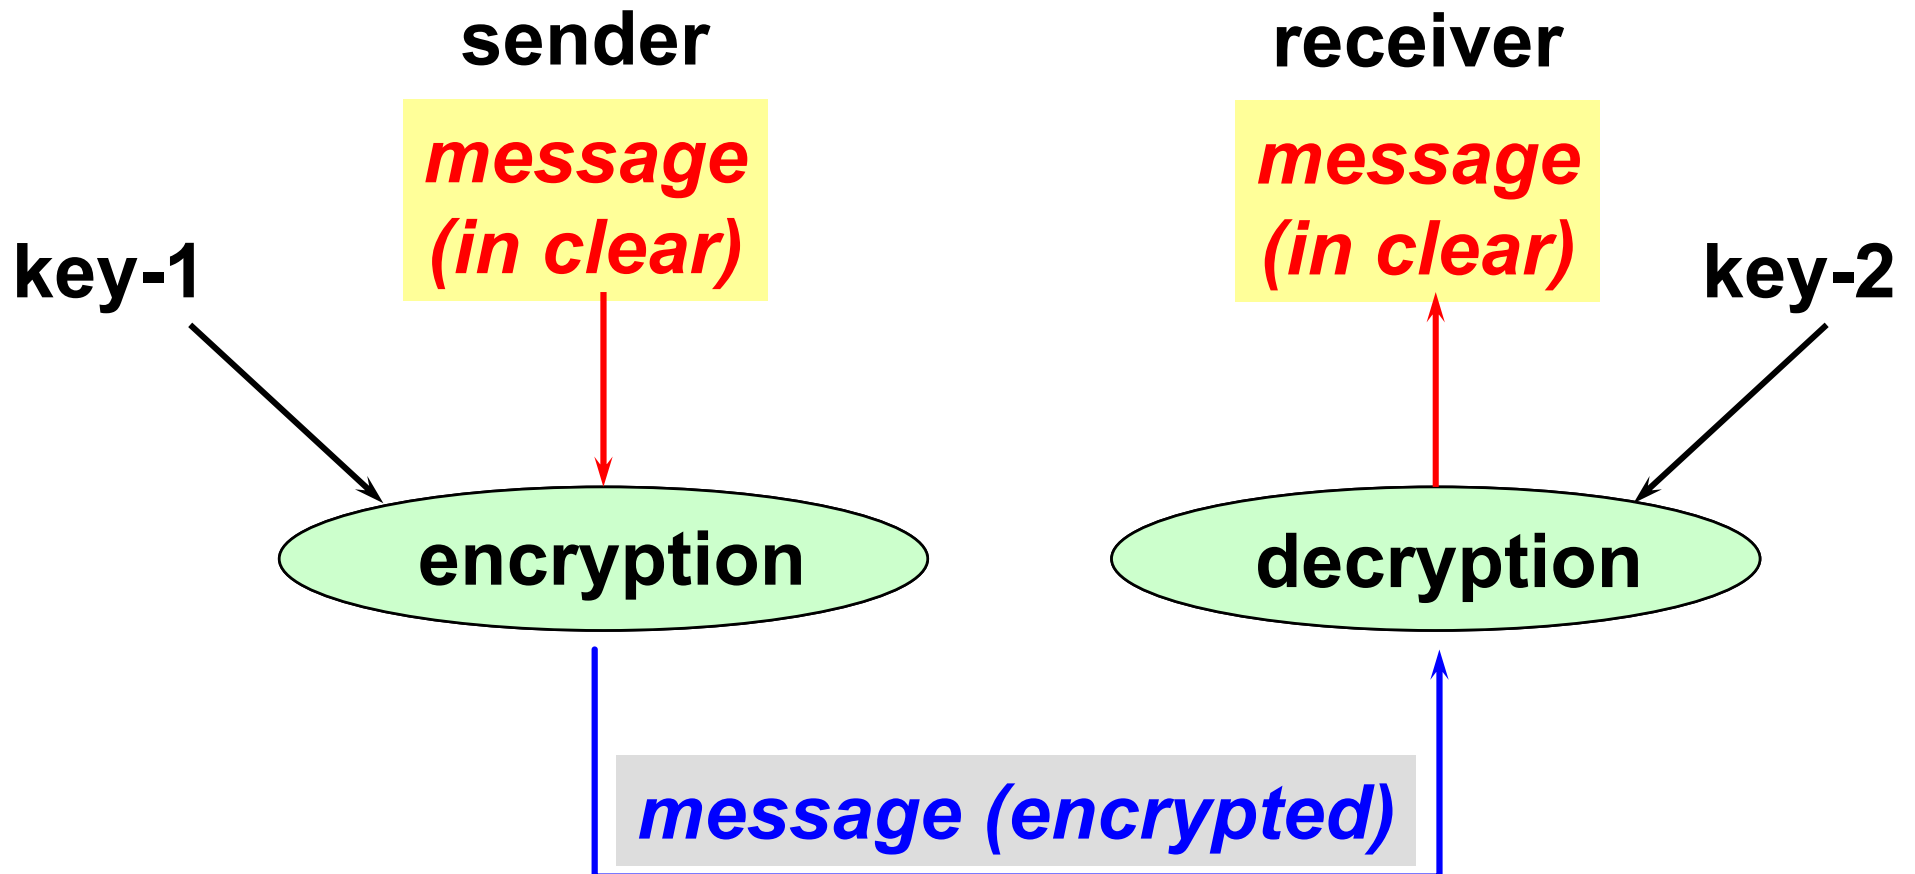 sender
receiver
message
(in clear)
message
(in clear)
key-1
key-2
encryption
decryption
message (encrypted)